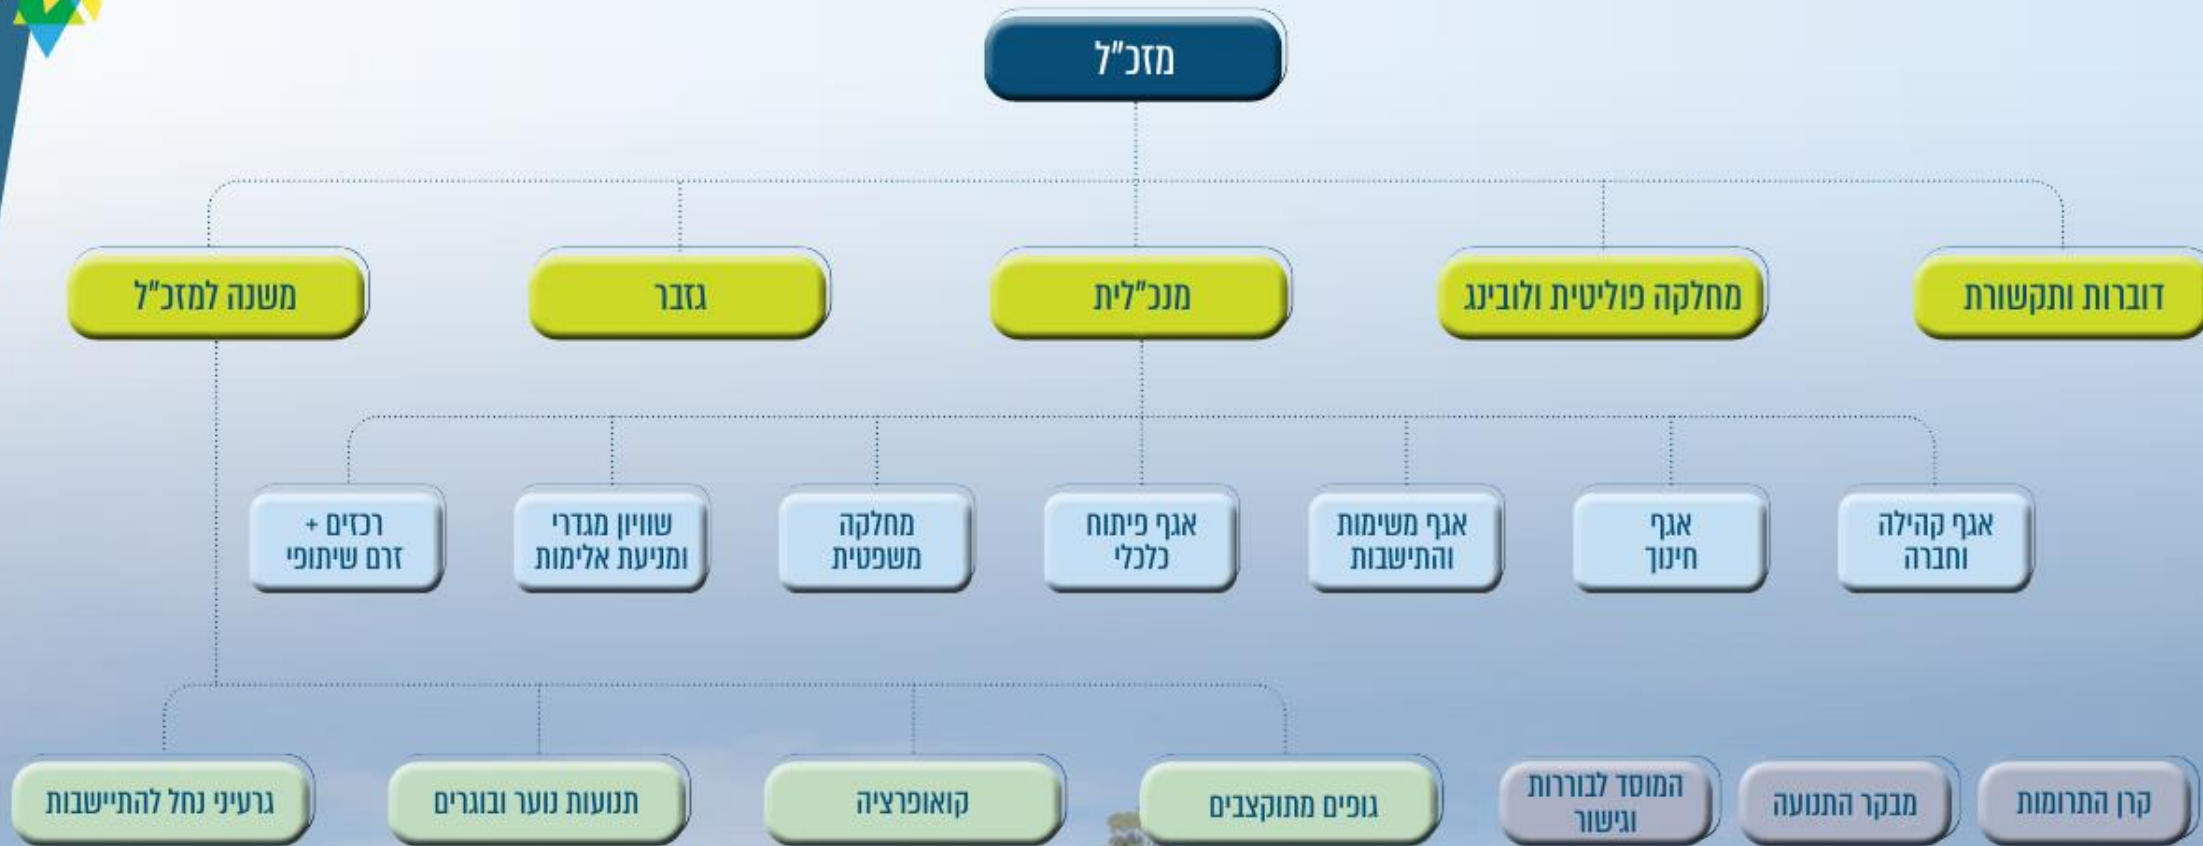 מזכ"ל
דוברות ותקשורת
מחלקה פוליטית ולובינג
מנכ"לית
גזבר
משנה למזכ"ל
אגף קהילה
וחברה
אגף
חינוך
אגף משימות
והתישבות
אגף פיתוח
כלכלי
מחלקה
משפטית
שוויון מגדרי
ומניעת אלימות
רכזים +
זרם שיתופי
קרן התרומות
מבקר התנועה
המוסד לבוררות
וגישור
גופים מתוקצבים
קואופרציה
תנועות נוער ובוגרים
גרעיני נחל להתיישבות